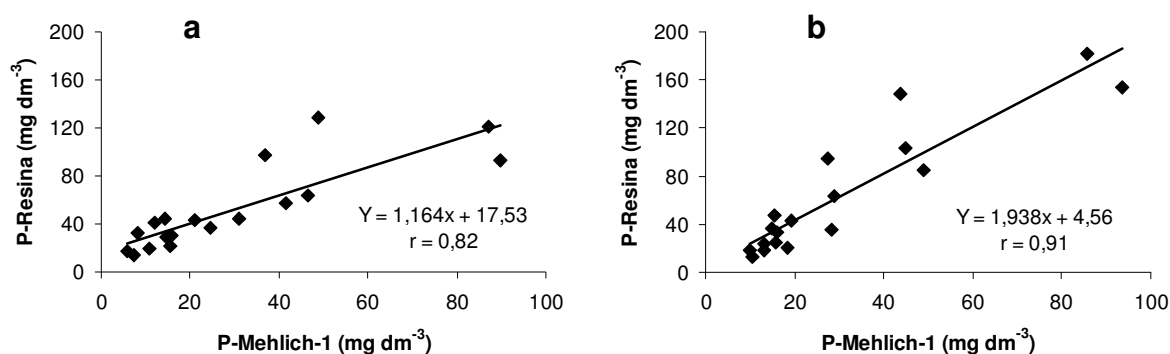 a
P-Resina (mg dm⁻³)
200
160
120
80
40
0
Y = 1,164x + 17,53
r = 0,82
0 20 40 60 80 100
P-Mehlich-1 (mg dm⁻³)
b
P-Resina (mg dm⁻³)
200
160
120
80
40
0
Y = 1,938x + 4,56
r = 0,91
0 20 40 60 80 100
P-Mehlich-1 (mg dm⁻³)